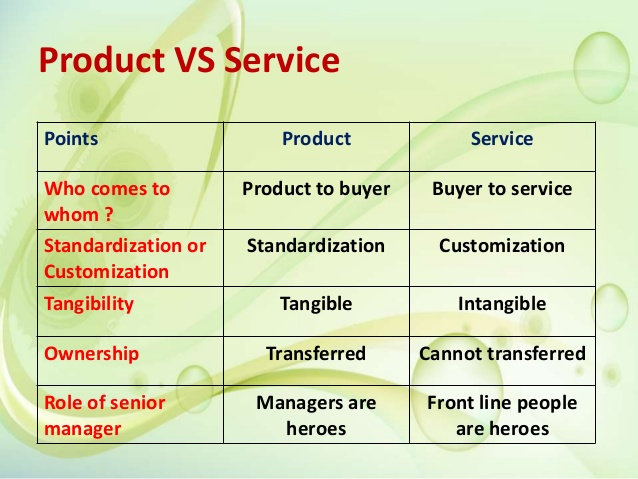 Product VS Service
Points Product Service
Who comes to Product to buyer Buyer to service
whom ?
Standardization or Standardization Customization
Customization
Tangibility Tangible Intangible
Ownership Transferred Cannot transferred
Role of senior Managers are Front line people
manager heroes are heroes